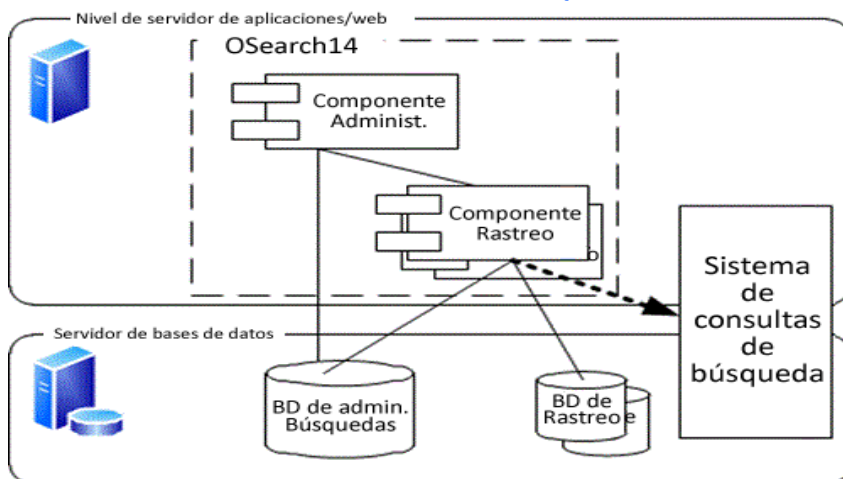 Nivel de servidor de aplicaciones/web
OSearch14
Componente
Administ.
Componente
Rastreo
o
Sistema
de
consultas
de
búsqueda
Servidor de bases de datos
BD de admin.
Búsquedas
BD de
Rastreo
e